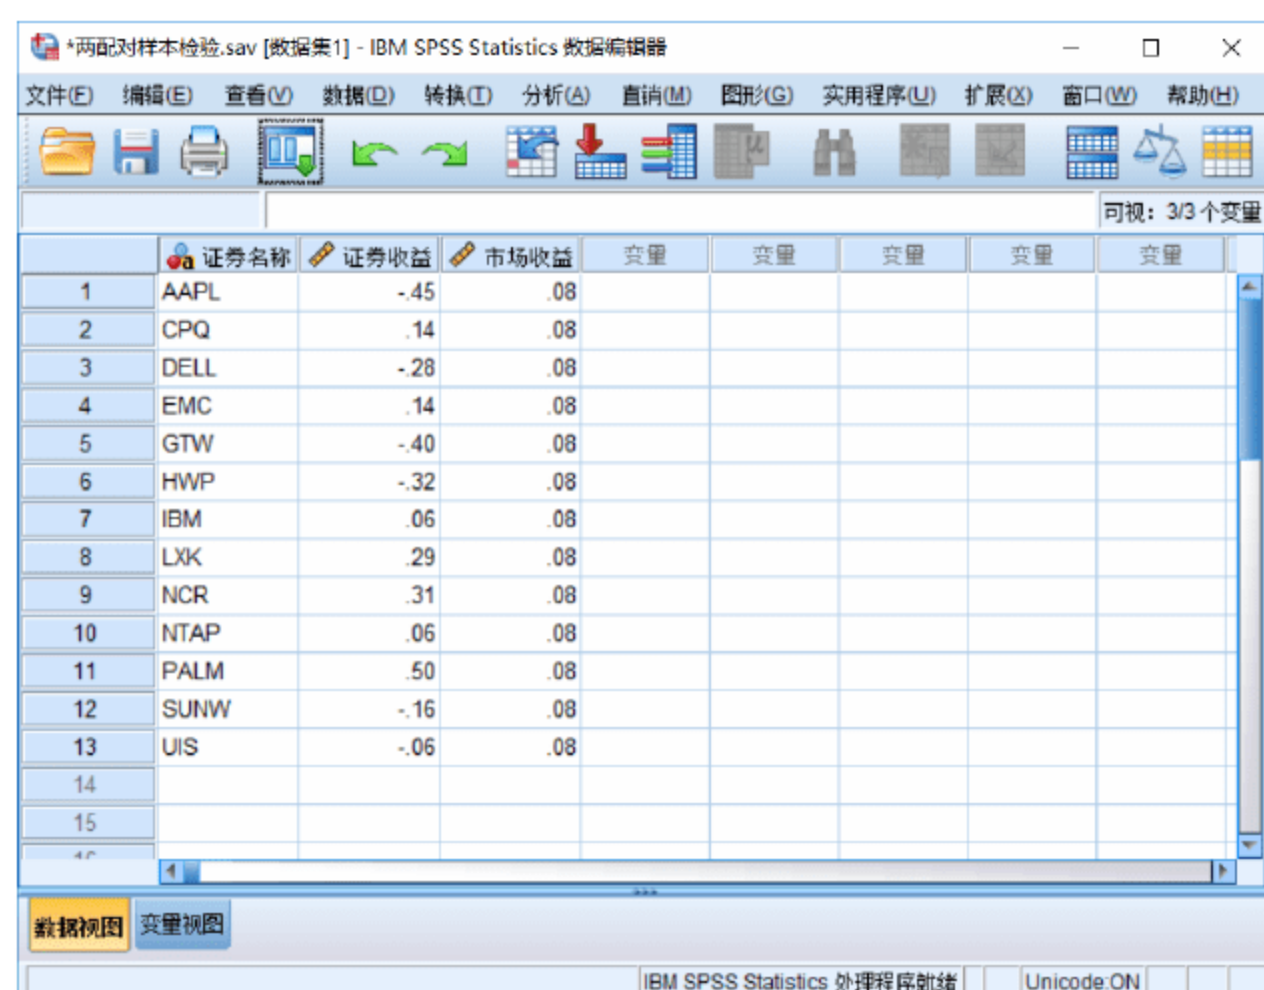 *两配对样本检验.sav [数据集1] - IBM SPSS Statistics 数据编辑器
文件(F) 编辑(E) 查看(V) 数据(D) 转换(T) 分析(A) 直销(M) 图形(G) 实用程序(U) 扩展(X) 窗口(W) 帮助(H)
可视：3/3 个变量
证券名称 证券收益 市场收益 变量 变量 变量 变量 变量
1 AAPL -.45 .08
2 CPQ .14 .08
3 DELL -.28 .08
4 EMC .14 .08
5 GTW -.40 .08
6 HWP -.32 .08
7 IBM .06 .08
8 LXK .29 .08
9 NCR .31 .08
10 NTAP .06 .08
11 PALM .50 .08
12 SUNW -.16 .08
13 UIS -.06 .08
14
15
16
数据视图 变量视图
IBM SPSS Statistics 处理程序就绪 Unicode:ON